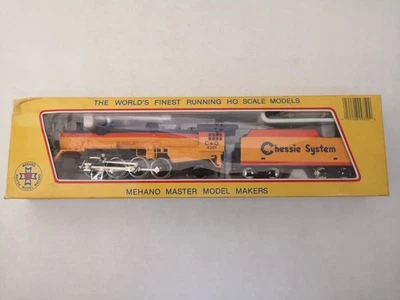 THE WORLD'S FINEST RUNNING HO SCALE MODELS
C&O
Chessie System
MEHANO MASTER MODEL MAKERS